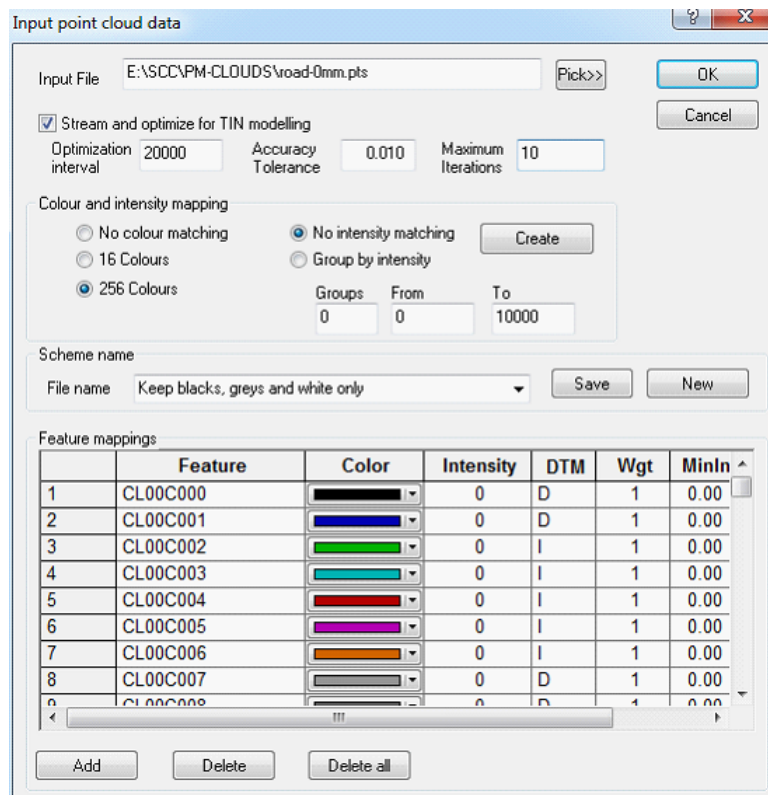 Input point cloud data
Input File E:\SCC\PM-CLOUDS\road-0mm.pts Pick>> OK
Cancel
Stream and optimize for TIN modelling
Optimization interval 20000 Accuracy Tolerance 0.010 Maximum Iterations 10
Colour and intensity mapping
No colour matching No intensity matching Create
16 Colours Group by intensity
256 Colours
Groups From To
0 0 10000
Scheme name
File name Keep blacks, greys and white only Save New
Feature mappings
Feature Color Intensity DTM Wgt MinIn
1 CL00C000 0 D 1 0.00
2 CL00C001 0 D 1 0.00
3 CL00C002 0 I 1 0.00
4 CL00C003 0 I 1 0.00
5 CL00C004 0 I 1 0.00
6 CL00C005 0 I 1 0.00
7 CL00C006 0 I 1 0.00
8 CL00C007 0 D 1 0.00
9 CL00C008 0 D 1 0.00
Add Delete Delete all